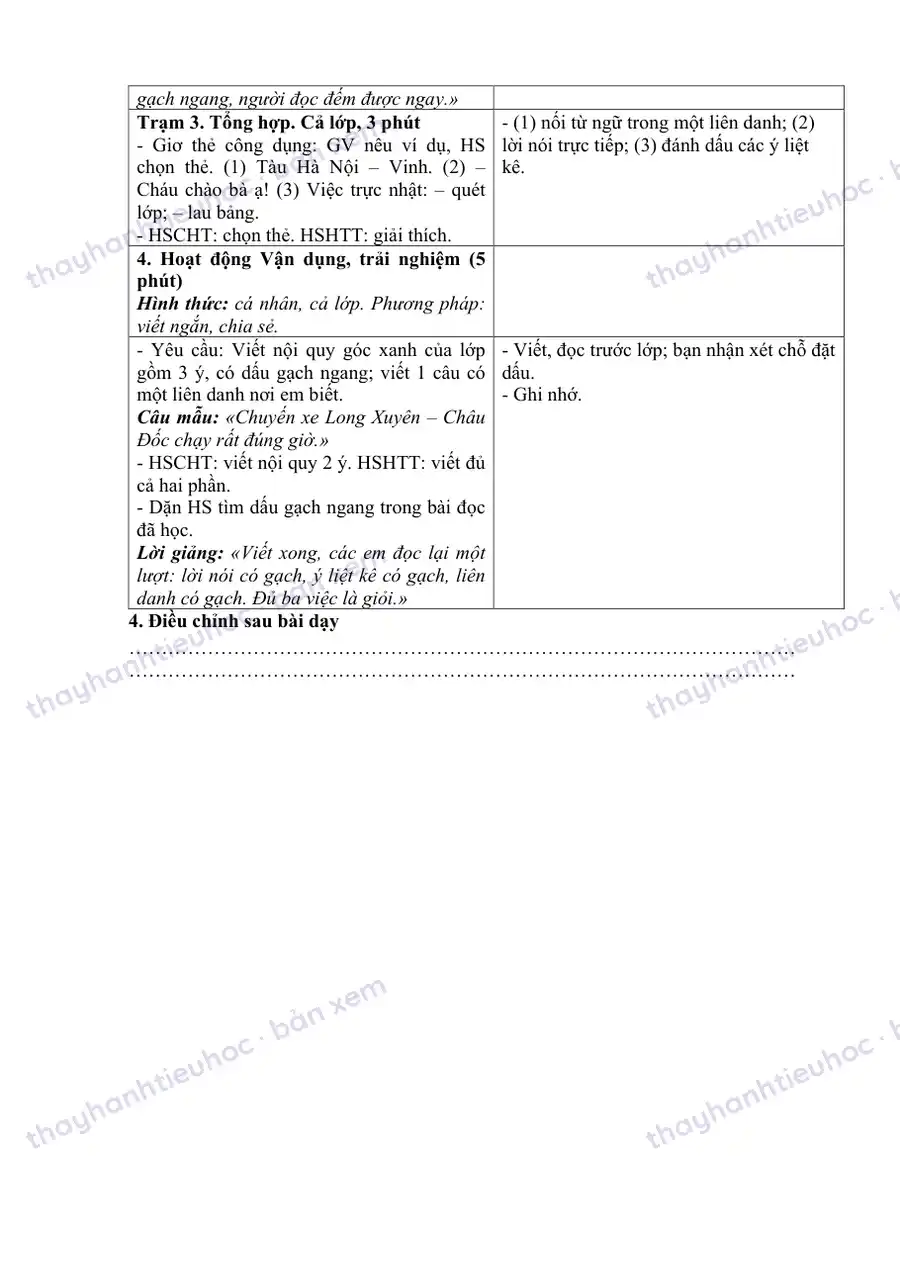 gạch ngang, người đọc đếm được ngay.»
Trạm 3. Tổng hợp. Cả lớp, 3 phút
- Giơ thẻ công dụng: GV nêu ví dụ, HS
chọn thẻ. (1) Tàu Hà Nội – Vinh. (2) –
Cháu chào bà ạ! (3) Việc trực nhật: – quét
lớp; – lau bảng.
- HSCHT: chọn thẻ. HSHTT: giải thích.
- (1) nối từ ngữ trong một liên danh; (2)
lời nói trực tiếp; (3) đánh dấu các ý liệt
kê.
4. Hoạt động Vận dụng, trải nghiệm (5
phút)
Hình thức: cá nhân, cả lớp. Phương pháp:
viết ngắn, chia sẻ.
- Yêu cầu: Viết nội quy góc xanh của lớp
gồm 3 ý, có dấu gạch ngang; viết 1 câu có
một liên danh nơi em biết.
Câu mẫu: «Chuyến xe Long Xuyên – Châu
Đốc chạy rất đúng giờ.»
- HSCHT: viết nội quy 2 ý. HSHTT: viết đủ
cả hai phần.
- Dặn HS tìm dấu gạch ngang trong bài đọc
đã học.
Lời giảng: «Viết xong, các em đọc lại một
lượt: lời nói có gạch, ý liệt kê có gạch, liên
danh có gạch. Đủ ba việc là giỏi.»
- Viết, đọc trước lớp; bạn nhận xét chỗ đặt
dấu.
- Ghi nhớ.
4. Điều chỉnh sau bài dạy
……………………………………………………………………………………………
……………………………………………………………………………………………
thayhanhtieuhoc · bản xem
thayhanhtieuhoc · b
thayhanhtieuhoc · bản xem
thayhanhtieuhoc · b
thayhanhtieuhoc · bản xem
thayhanhtieuhoc · b